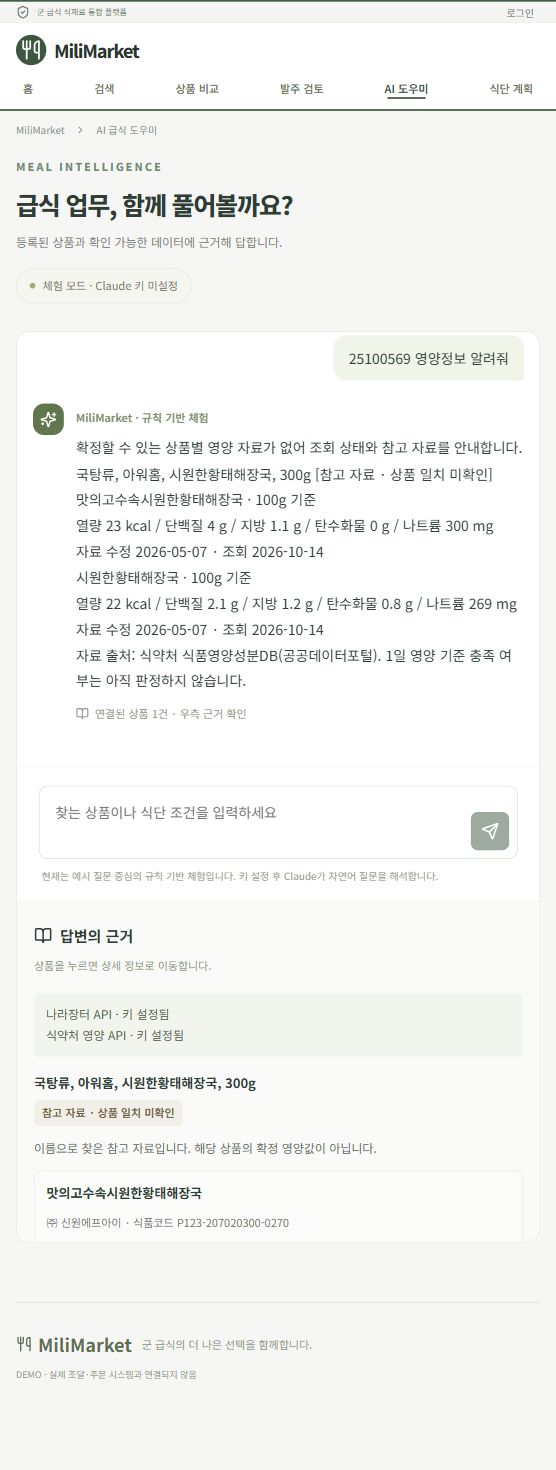 군 급식 식재료 통합 플랫폼
로그인
MiliMarket
홈 검색 상품 비교 발주 검토 AI 도우미 식단 계획
MiliMarket > AI 급식 도우미
MEAL INTELLIGENCE
급식 업무, 함께 풀어볼까요?
등록된 상품과 확인 가능한 데이터에 근거해 답합니다.
체험 모드 · Claude 키 미설정
25100569 영양정보 알려줘
MiliMarket · 규칙 기반 체험
확정할 수 있는 상품별 영양 자료가 없어 조회 상태와 참고 자료를 안내합니다.
국탕류, 아워홈, 시원한황태해장국, 300g [참고 자료 · 상품 일치 미확인]
맛의고수속시원한황태해장국 · 100g 기준
열량 23 kcal / 단백질 4 g / 지방 1.1 g / 탄수화물 0 g / 나트륨 300 mg
자료 수정 2026-05-07 · 조회 2026-10-14
시원한황태해장국 · 100g 기준
열량 22 kcal / 단백질 2.1 g / 지방 1.2 g / 탄수화물 0.8 g / 나트륨 269 mg
자료 수정 2026-05-07 · 조회 2026-10-14
자료 출처: 식약처 식품영양성분DB(공공데이터포털). 1일 영양 기준 충족 여
부는 아직 판정하지 않습니다.
연결된 상품 1건 · 우측 근거 확인
찾는 상품이나 식단 조건을 입력하세요
현재는 예시 질문 중심의 규칙 기반 체험입니다. 키 설정 후 Claude가 자연어 질문을 해석합니다.
답변의 근거
상품을 누르면 상세 정보로 이동합니다.
나라장터 API · 키 설정됨
식약처 영양 API · 키 설정됨
국탕류, 아워홈, 시원한황태해장국, 300g
참고 자료 · 상품 일치 미확인
이름으로 찾은 참고 자료입니다. 해당 상품의 확정 영양값이 아닙니다.
맛의고수속시원한황태해장국
㈜ 신원에프아이 · 식품코드 P123-207020300-0270
MiliMarket 군 급식의 더 나은 선택을 함께합니다.
DEMO · 실제 조달·주문 시스템과 연결되지 않음